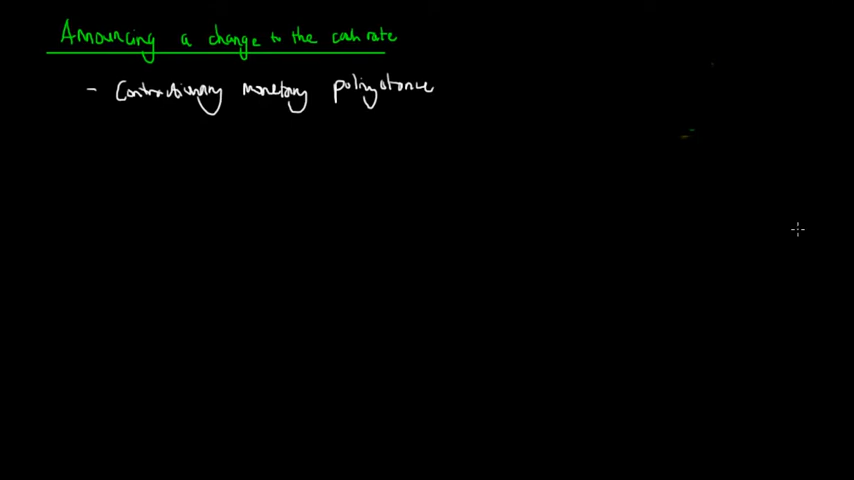 Announcing a change to the cash rate
- Contractionary monetary policy stance